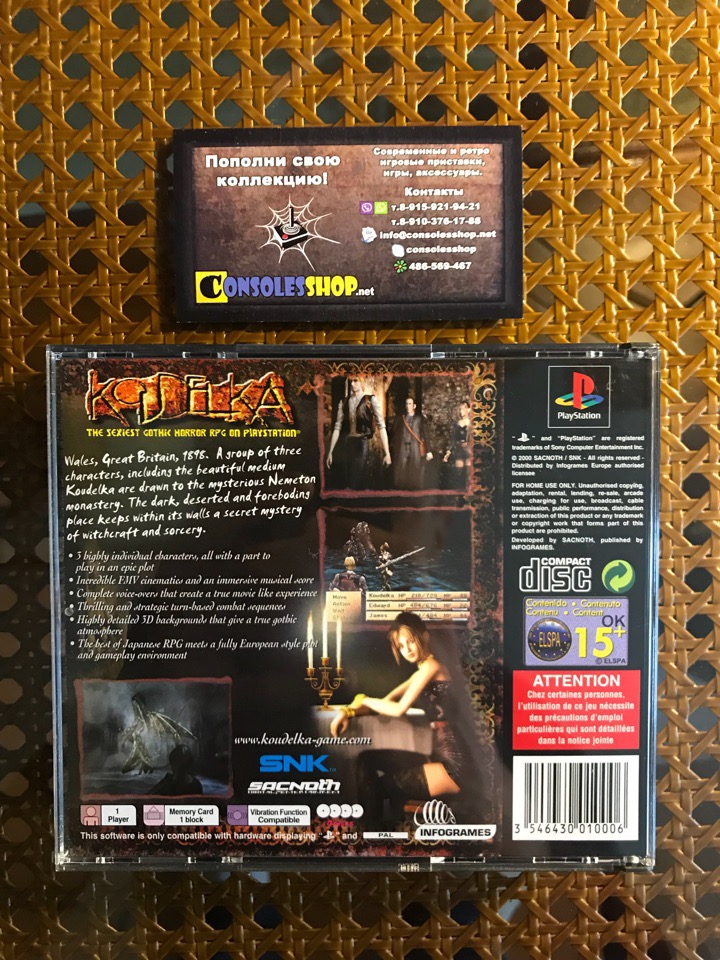 Пополни свою
коллекцию!
Современные и ретро
игровые приставки,
игры, аксессуары.
Контакты
т.8-915-921-94-21
т.8-910-376-17-88
info@consolesshop.net
consolesshop
486-569-467
CONSOLESSHOP.net
KOUDELKA
THE SEXIEST GOTHIC HORROR RPG ON PLAYSTATION®
Wales, Great Britain, 1898. A group of three
characters, including the beautiful medium
Koudelka are drawn to the mysterious Nemeton
monastery. The dark, deserted and foreboding
place keeps within its walls a secret mystery
of witchcraft and sorcery.
• 3 highly individual characters, all with a part to
play in an epic plot
• Incredible FMV cinematics and an immersive musical score
• Complete voice-overs that create a true movie like experience
• Thrilling and strategic turn-based combat sequences
• Highly detailed 3D backgrounds that give a true gothic
atmosphere
• The best of Japanese RPG meets a fully European style plot
and gameplay environment
Move
Action
Wait
Koudelka HP
Edward HP
James
www.koudelka-game.com
SNK
SACNOTH
1
Player
Memory Card
1 block
Vibration Function
Compatible
This software is only compatible with hardware displaying " " and PAL
INFOGRAMES
PlayStation
" " and "PlayStation" are registered
trademarks of Sony Computer Entertainment Inc.
© 2000 SACNOTH / SNK - All rights reserved -
Distributed by Infogrames Europe authorised
licensee
FOR HOME USE ONLY. Unauthorised copying,
adaptation, rental, lending, re-sale, arcade
use, charging for use, broadcast, cable
transmission, public performance, distribution
or extraction of this product or any trademark
or copyright work that forms part of this
product are prohibited.
Developed by SACNOTH, published by
INFOGRAMES.
COMPACT
disc
Contenido • Contenuto
Contenu • Content
ELSPA
OK
15+
© ELSPA
ATTENTION
Chez certaines personnes,
l'utilisation de ce jeu nécessite
des précautions d'emploi
particulières qui sont détaillées
dans la notice jointe
3 546430 010006